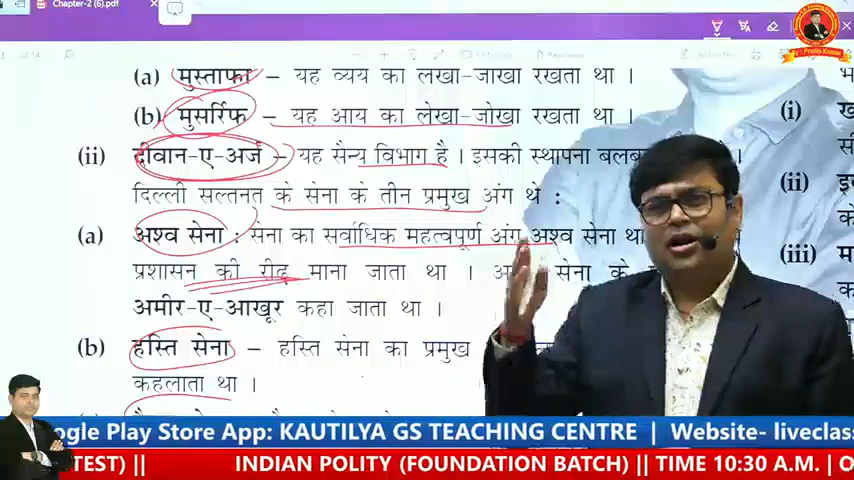 Chapter-2 (6).pdf
(a) मुस्ताफा – यह व्यय का लखा-जाखा रखता था ।
(b) मुसर्रिफ – यह आय का लेखा-जोखा रखता था ।
(i)
(ii) दीवान-ए-अर्ज – यह सैन्य विभाग है । इसकी स्थापना बलब
दिल्ली सल्तनत के सेना के तीन प्रमुख अंग थे :
(ii)
(a) अश्व सेना : सेना का सर्वाधिक महत्वपूर्ण अंग अश्व सेना था
(iii)
प्रशासन की रीढ़ माना जाता था । सेना के
अमीर-ए-आखूर कहा जाता था ।
(b) हस्ति सेना – हस्ति सेना का प्रमुख
कहलाता था ।
ogle Play Store App: KAUTILYA GS TEACHING CENTRE | Website- liveclas
TEST) || INDIAN POLITY (FOUNDATION BATCH) || TIME 10:30 A.M. | O